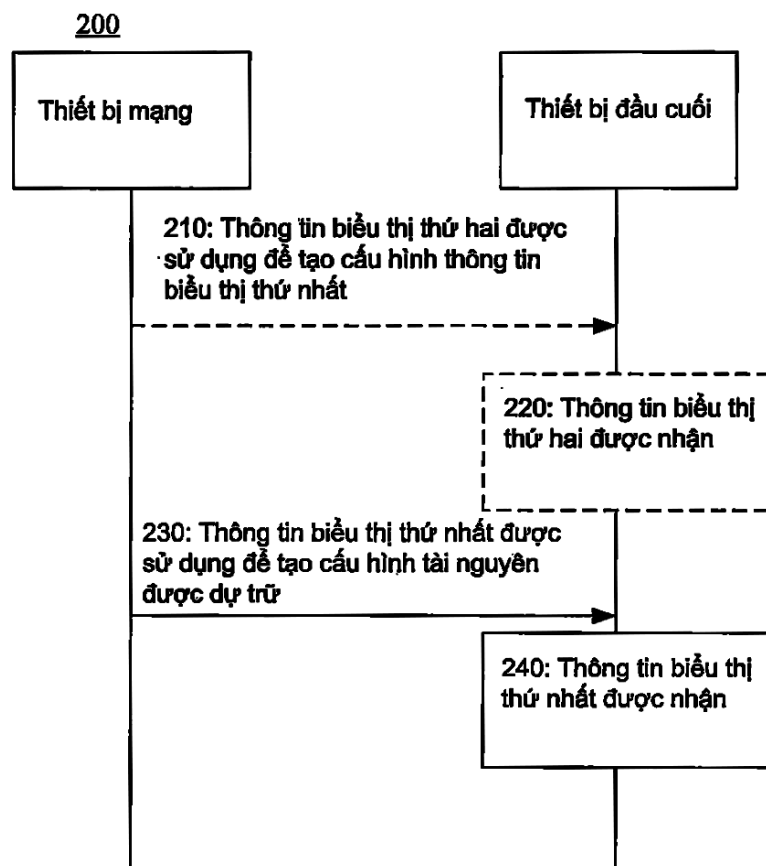 200
Thiết bị mạng
Thiết bị đầu cuối
210: Thông tin biểu thị thứ hai được
sử dụng để tạo cấu hình thông tin
biểu thị thứ nhất
220: Thông tin biểu thị
thứ hai được nhận
230: Thông tin biểu thị thứ nhất được
sử dụng để tạo cấu hình tài nguyên
được dự trữ
240: Thông tin biểu thị
thứ nhất được nhận